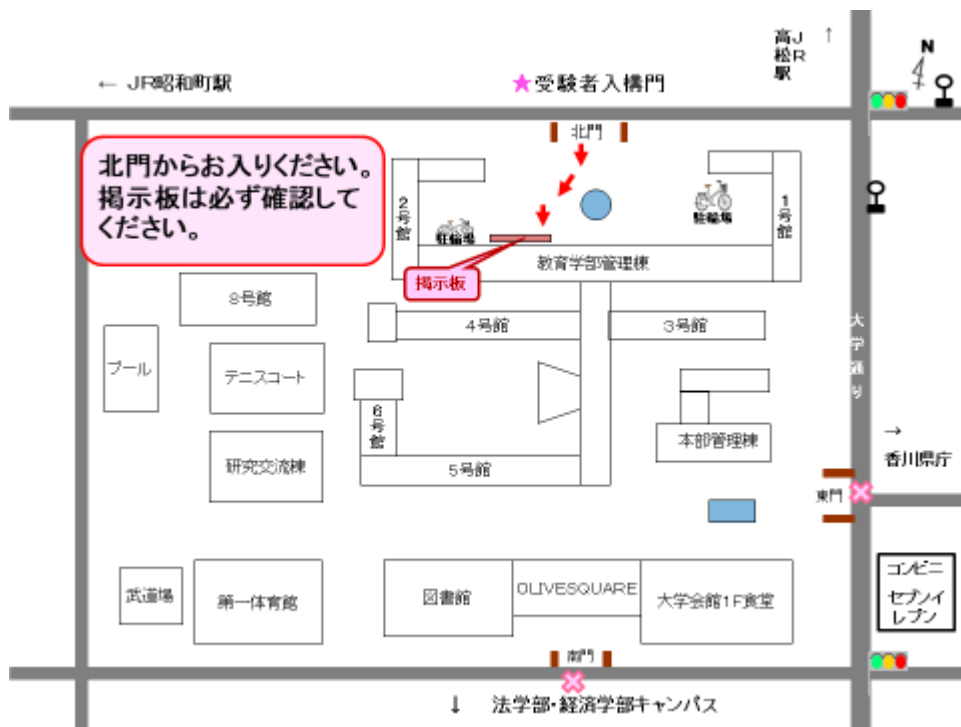 JR
高松駅
↑
N
← JR昭和町駅
★受験者入構門
北門
北門からお入りください。
掲示板は必ず確認して
ください。
2号館
駐輪場
駐輪場
1号館
掲示板
教育学部管理棟
8号館
4号館
3号館
大学通り
プール
テニスコート
6号館
本部管理棟
→
香川県庁
研究交流棟
5号館
東門
コンビニ
セブンイ
レブン
武道場
第一体育館
図書館
OLIVESQUARE
大学会館1F食堂
南門
↓ 法学部・経済学部キャンパス